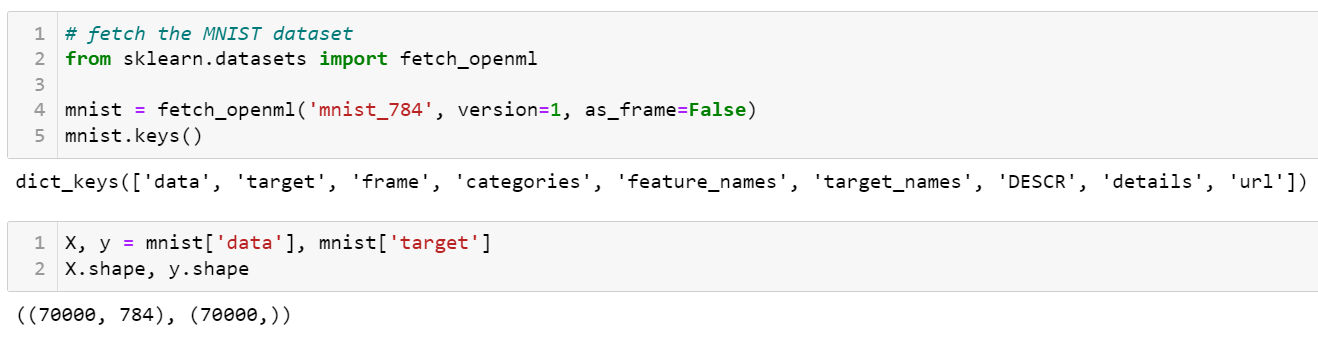 1 # fetch the MNIST dataset
2 from sklearn.datasets import fetch_openml
3
4 mnist = fetch_openml('mnist_784', version=1, as_frame=False)
5 mnist.keys()
dict_keys(['data', 'target', 'frame', 'categories', 'feature_names', 'target_names', 'DESCR', 'details', 'url'])
1 X, y = mnist['data'], mnist['target']
2 X.shape, y.shape
((70000, 784), (70000,))